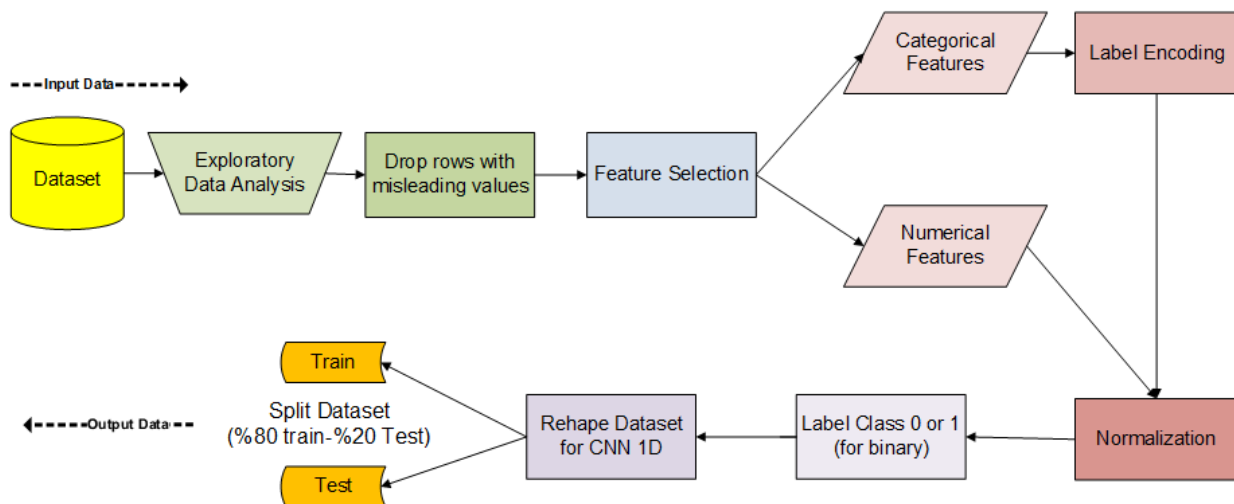 Input Data
Dataset
Exploratory
Data Analysis
Drop rows with
misleading values
Feature Selection
Categorical
Features
Label Encoding
Numerical
Features
Normalization
Label Class 0 or 1
(for binary)
Rehape Dataset
for CNN 1D
Train
Split Dataset
(%80 train-%20 Test)
Test
Output Data